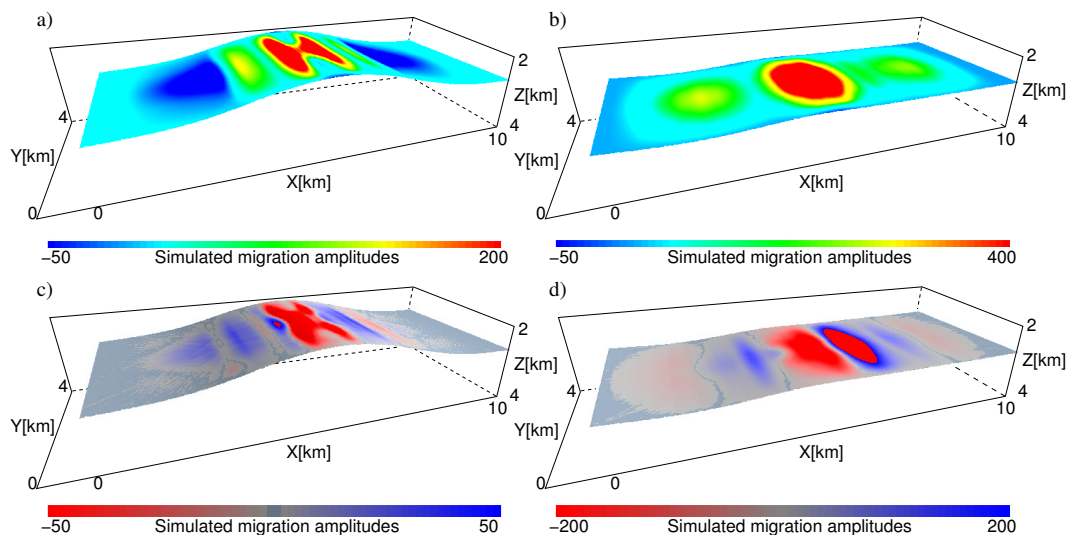 a)
2
Z[km]
4
10
4
Y[km]
X[km]
0
0
−50 Simulated migration amplitudes 200
b)
2
Z[km]
4
10
4
Y[km]
X[km]
0
0
−50 Simulated migration amplitudes 400
c)
2
Z[km]
4
10
4
Y[km]
X[km]
0
0
−50 Simulated migration amplitudes 50
d)
2
Z[km]
4
10
4
Y[km]
X[km]
0
0
−200 Simulated migration amplitudes 200